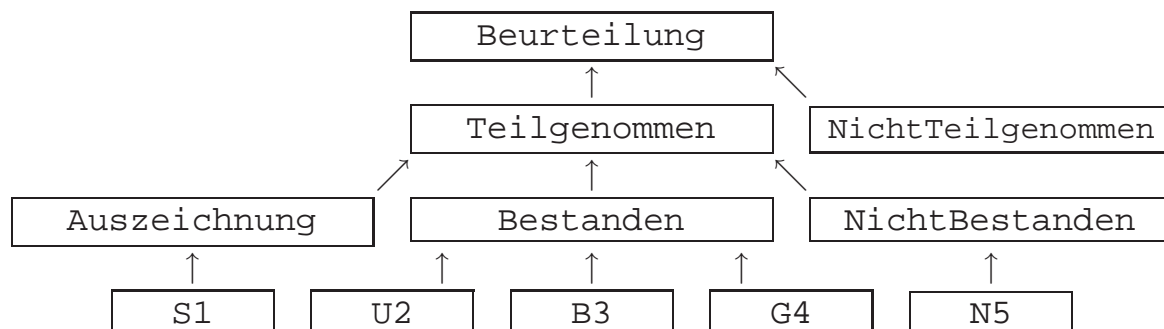 Beurteilung
Teilgenommen NichtTeilgenommen
Auszeichnung Bestanden NichtBestanden
S1 U2 B3 G4 N5